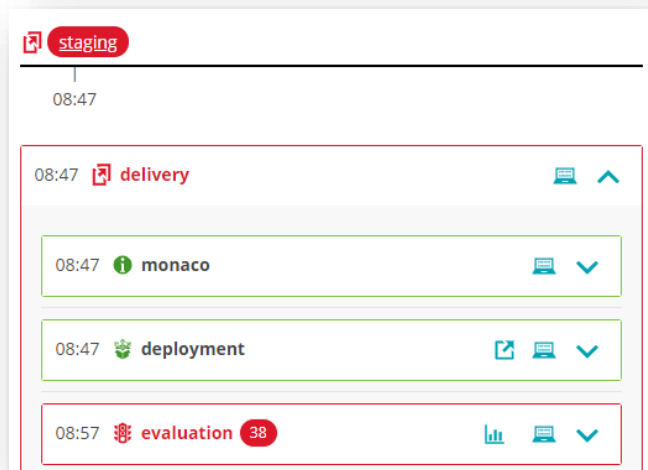 staging
08:47
08:47 delivery
08:47 monaco
08:47 deployment
08:57 evaluation 38